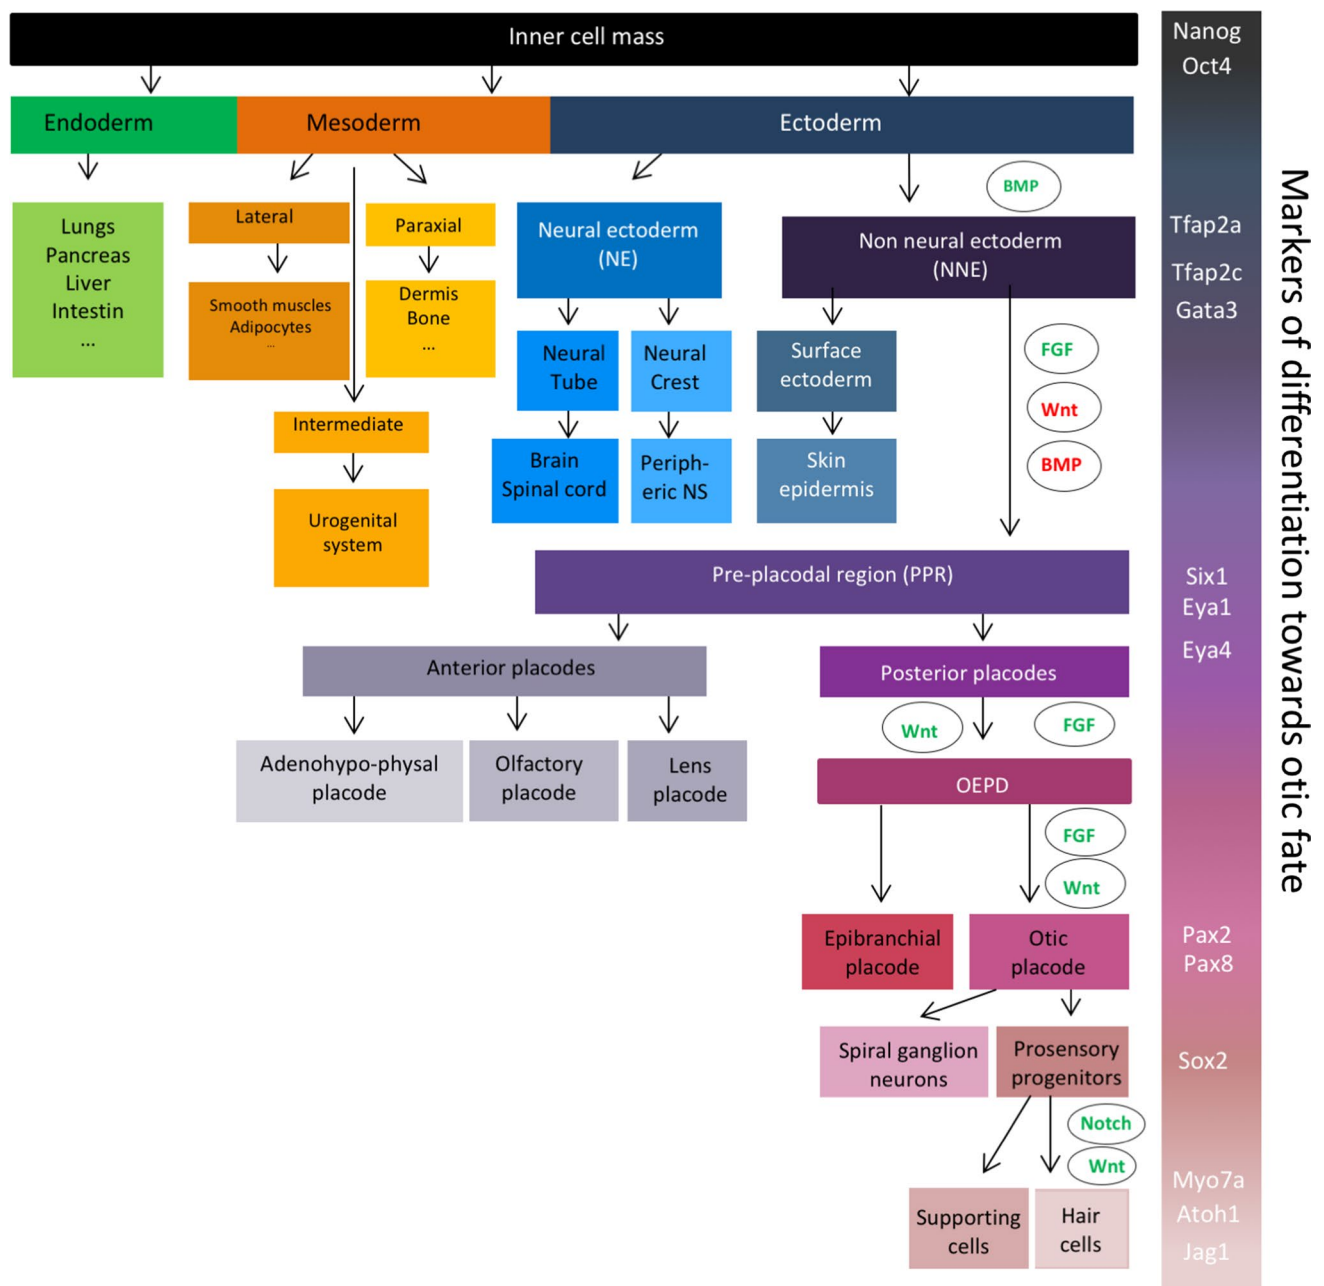 Inner cell mass
Endoderm
Mesoderm
Ectoderm
BMP
Lungs
Pancreas
Liver
Intestin
...
Lateral
Smooth muscles
Adipocytes
...
Paraxial
Dermis
Bone
...
Intermediate
Urogenital
system
Neural ectoderm
(NE)
Neural
Tube
Neural
Crest
Brain
Spinal cord
Periph-
eric NS
Non neural ectoderm
(NNE)
Surface
ectoderm
Skin
epidermis
FGF
Wnt
BMP
Pre-placodal region (PPR)
Anterior placodes
Adenohypo-physal
placode
Olfactory
placode
Lens
placode
Posterior placodes
Wnt
FGF
OEPD
FGF
Wnt
Epibranchial
placode
Otic
placode
Spiral ganglion
neurons
Prosensory
progenitors
Notch
Wnt
Supporting
cells
Hair
cells
Nanog
Oct4
Tfap2a
Tfap2c
Gata3
Six1
Eya1
Eya4
Pax2
Pax8
Sox2
Myo7a
Atoh1
Jag1
Markers of differentiation towards otic fate